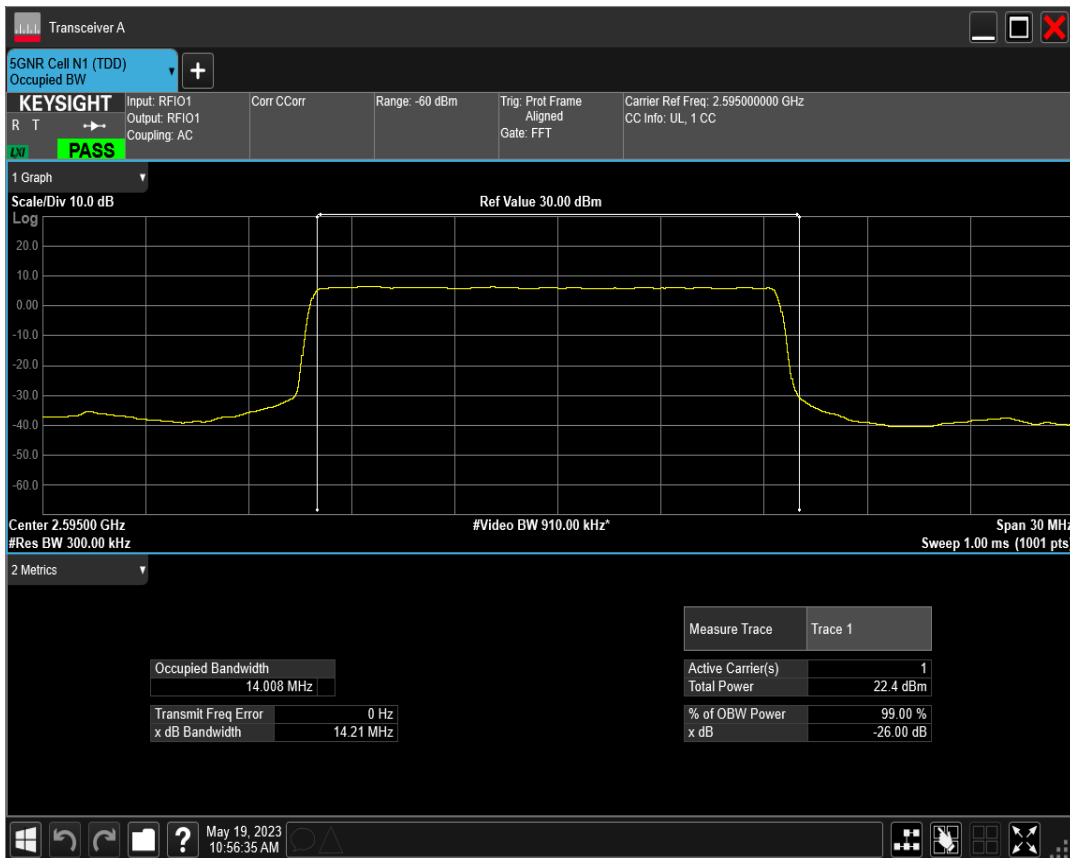 Transceiver A
5GNR Cell N1 (TDD)
Occupied BW
+
KEYSIGHT
R T
LXI
PASS
Input: RFIO1
Output: RFIO1
Coupling: AC
Corr CCorr
Range: -60 dBm
Trig: Prot Frame
Aligned
Gate: FFT
Carrier Ref Freq: 2.595000000 GHz
CC Info: UL, 1 CC
1 Graph
Scale/Div 10.0 dB
Ref Value 30.00 dBm
Log
20.0
10.0
0.00
-10.0
-20.0
-30.0
-40.0
-50.0
-60.0
Center 2.59500 GHz
#Video BW 910.00 kHz*
Span 30 MHz
#Res BW 300.00 kHz
Sweep 1.00 ms (1001 pts)
2 Metrics
Measure Trace Trace 1
Occupied Bandwidth
14.008 MHz
Active Carrier(s) 1
Total Power 22.4 dBm
Transmit Freq Error 0 Hz
x dB Bandwidth 14.21 MHz
% of OBW Power 99.00 %
x dB -26.00 dB
?
May 19, 2023
10:56:35 AM